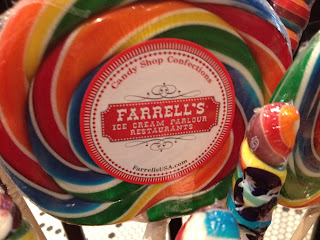 Candy Shop Confections
FARRELL'S
ICE CREAM PARLOUR
RESTAURANTS
FarrellsUSA.com